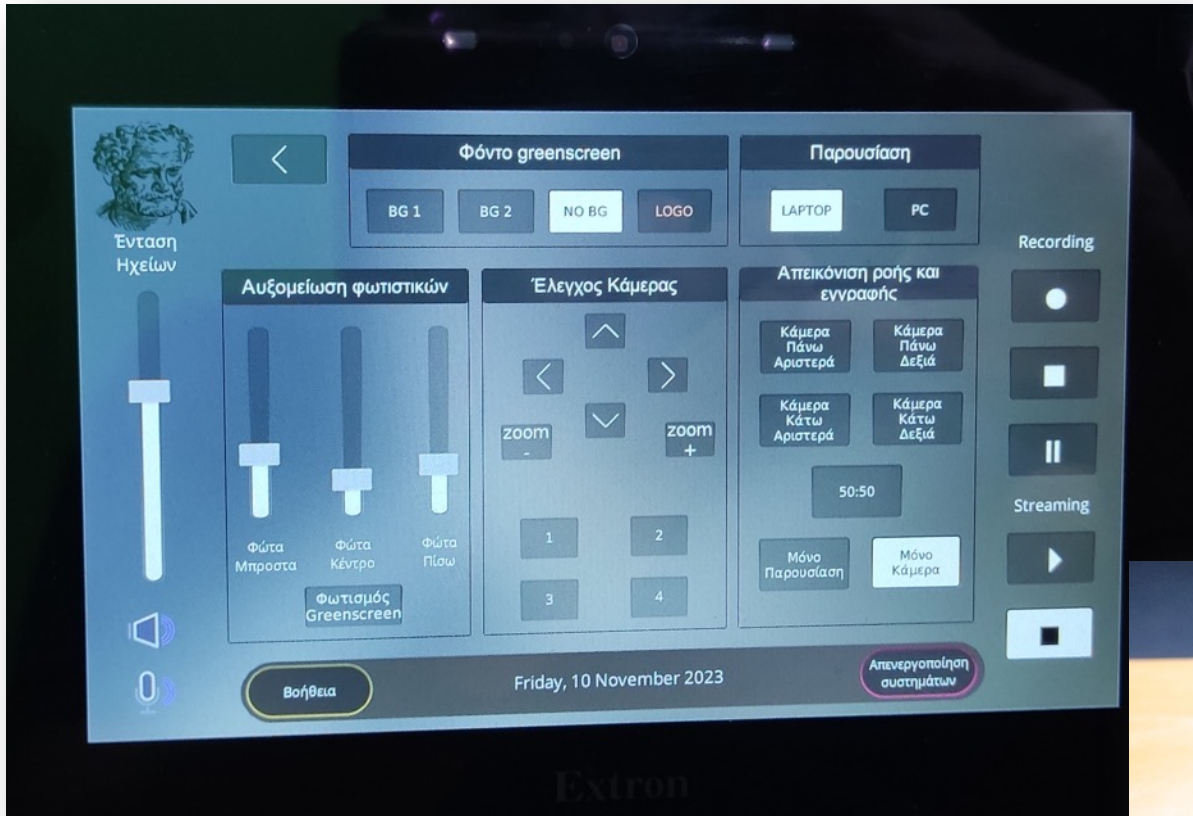 Φόντο greenscreen
BG 1
BG 2
NO BG
LOGO
Παρουσίαση
LAPTOP
PC
Ένταση
Ηχείων
Αυξομείωση φωτιστικών
Φώτα
Μπροστα
Φώτα
Κέντρο
Φώτα
Πίσω
Φωτισμός
Greenscreen
Έλεγχος Κάμερας
zoom
-
zoom
+
1
2
3
4
Απεικόνιση ροής και
εγγραφής
Κάμερα
Πάνω
Αριστερά
Κάμερα
Πάνω
Δεξιά
Κάμερα
Κάτω
Αριστερά
Κάμερα
Κάτω
Δεξιά
50:50
Μόνο
Παρουσίαση
Μόνο
Κάμερα
Recording
Streaming
Βοήθεια
Friday, 10 November 2023
Απενεργοποίηση
συστημάτων
Extron